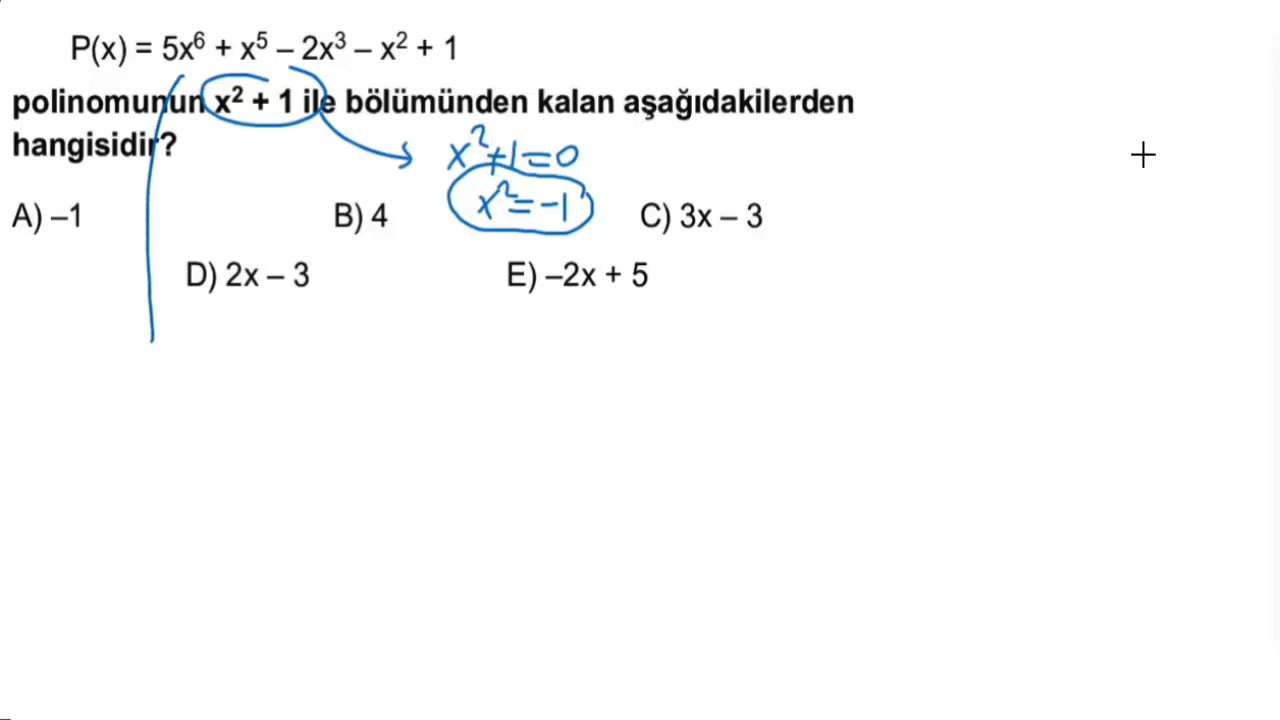 P(x) = 5x⁶ + x⁵ – 2x³ – x² + 1
polinomunun x² + 1 ile bölümünden kalan aşağıdakilerden
hangisidir?
x²+1=0
x²=-1
A) –1 B) 4 C) 3x – 3
D) 2x – 3 E) –2x + 5